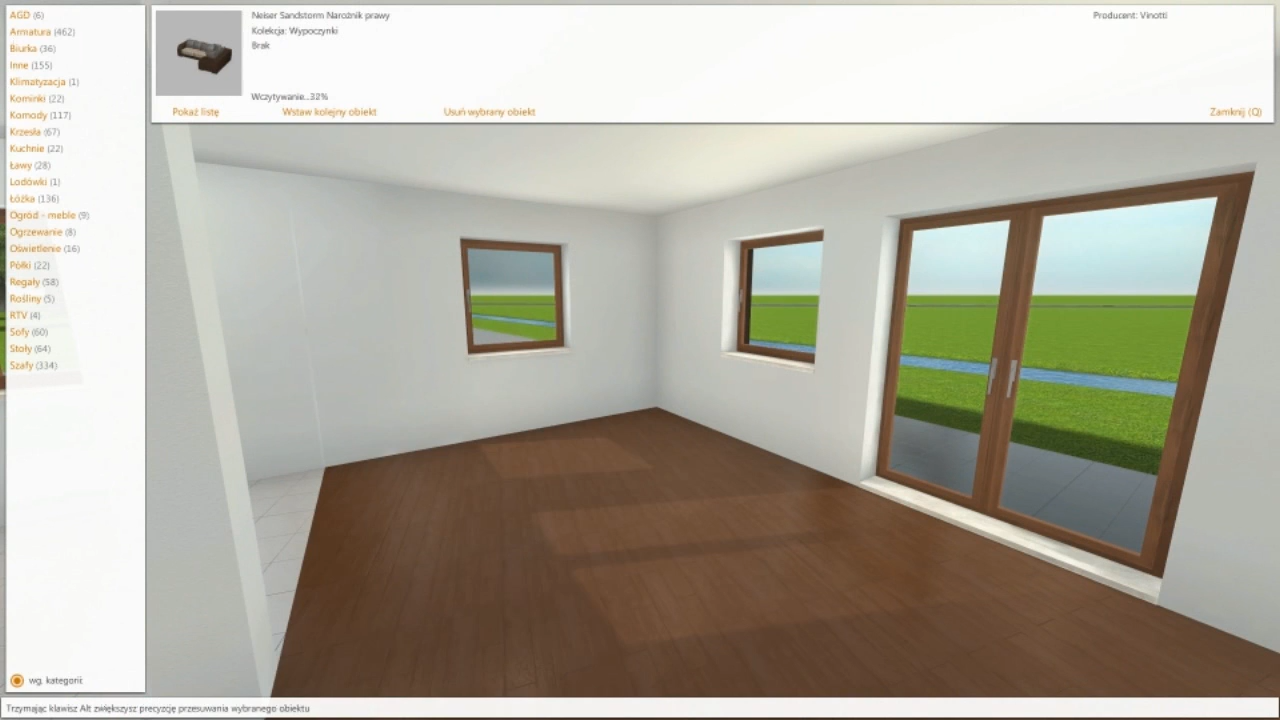 AGD (6)
Armatura (462)
Biurka (36)
Inne (155)
Klimatyzacja (1)
Kominki (22)
Komody (117)
Krzesła (67)
Kuchnie (22)
Ławy (28)
Lodówki (1)
Łóżka (136)
Ogród - meble (9)
Ogrzewanie (8)
Oświetlenie (16)
Półki (22)
Regały (58)
Rośliny (5)
RTV (4)
Sofy (60)
Stoły (64)
Szafy (334)
wg. kategorii:
Neiser Sandstorm Narożnik prawy
Producent: Vinotti
Kolekcja: Wypoczynki
Brak
Wczytywanie...32%
Pokaż listę
Wstaw kolejny obiekt
Usuń wybrany obiekt
Zamknij (Q)
Trzymając klawisz Alt zwiększysz precyzję przesuwania wybranego obiektu